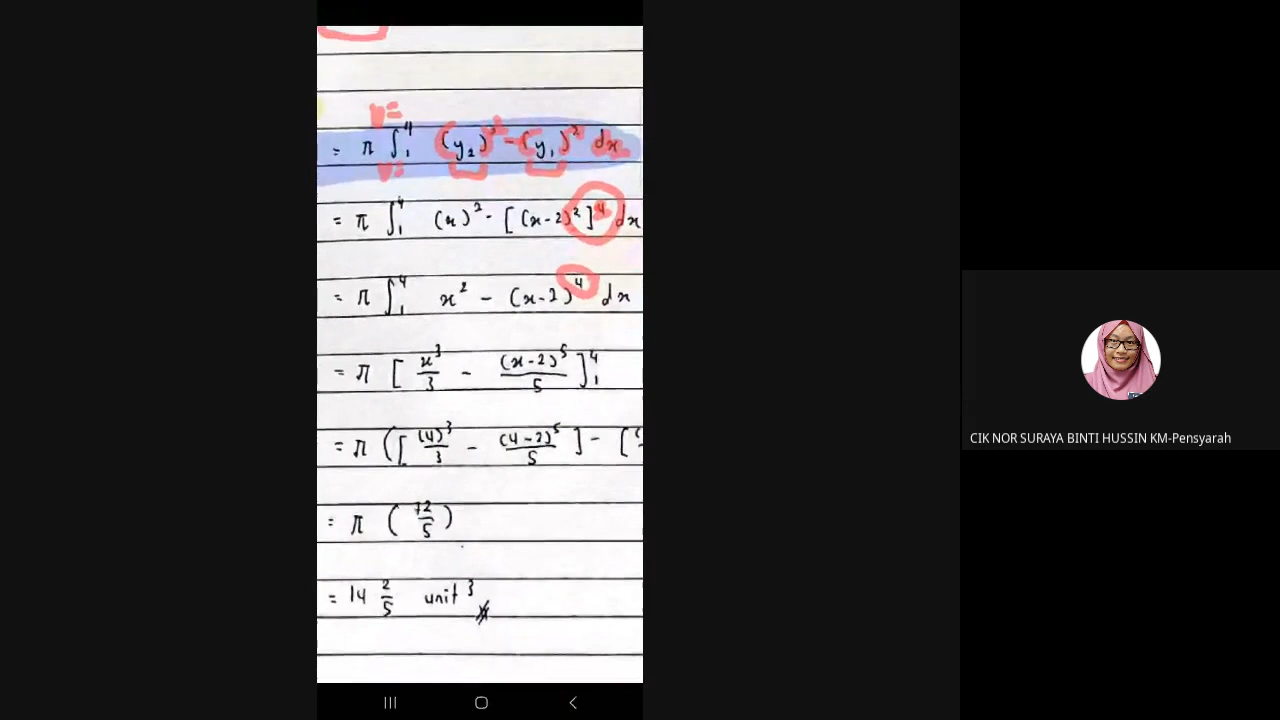 V=
= π ∫₁⁴ (y₂)² - (y₁)² dx
V=
= π ∫₁⁴ (x)² - [(x-2)²]⁴ dx
= π ∫₁⁴ x² - (x-2)⁴ dx
= π [ x³/3 - (x-2)⁵/5 ]₁⁴
= π ([ (4)³/3 - (4-2)⁵/5 ] - [
= π ( 72/5 )
= 14 2/5 unit³
CIK NOR SURAYA BINTI HUSSIN KM-Pensyarah